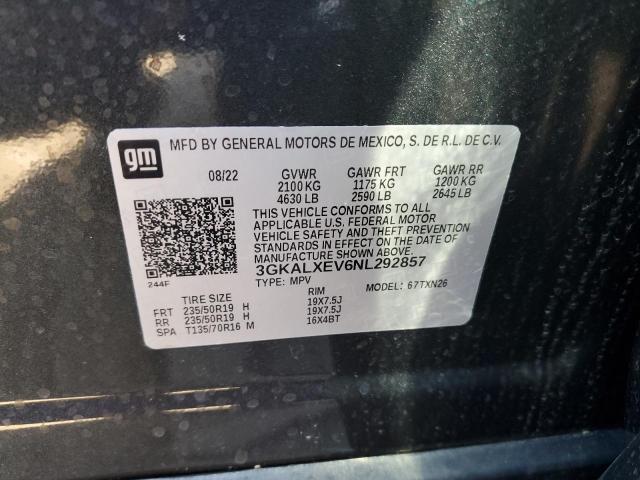 gm
MFD BY GENERAL MOTORS DE MEXICO, S. DE R.L. DE C.V.
08/22 GVWR GAWR FRT GAWR RR
2100 KG 1175 KG 1200 KG
4630 LB 2590 LB 2645 LB
THIS VEHICLE CONFORMS TO ALL
APPLICABLE U.S. FEDERAL MOTOR
VEHICLE SAFETY AND THEFT PREVENTION
STANDARDS IN EFFECT ON THE DATE OF
MANUFACTURE SHOWN ABOVE.
3GKALXEV6NL292857
TYPE: MPV MODEL: 67TXN26
244F
TIRE SIZE RIM
FRT 235/50R19 H 19X7.5J
RR 235/50R19 H 19X7.5J
SPA T135/70R16 M 16X4BT